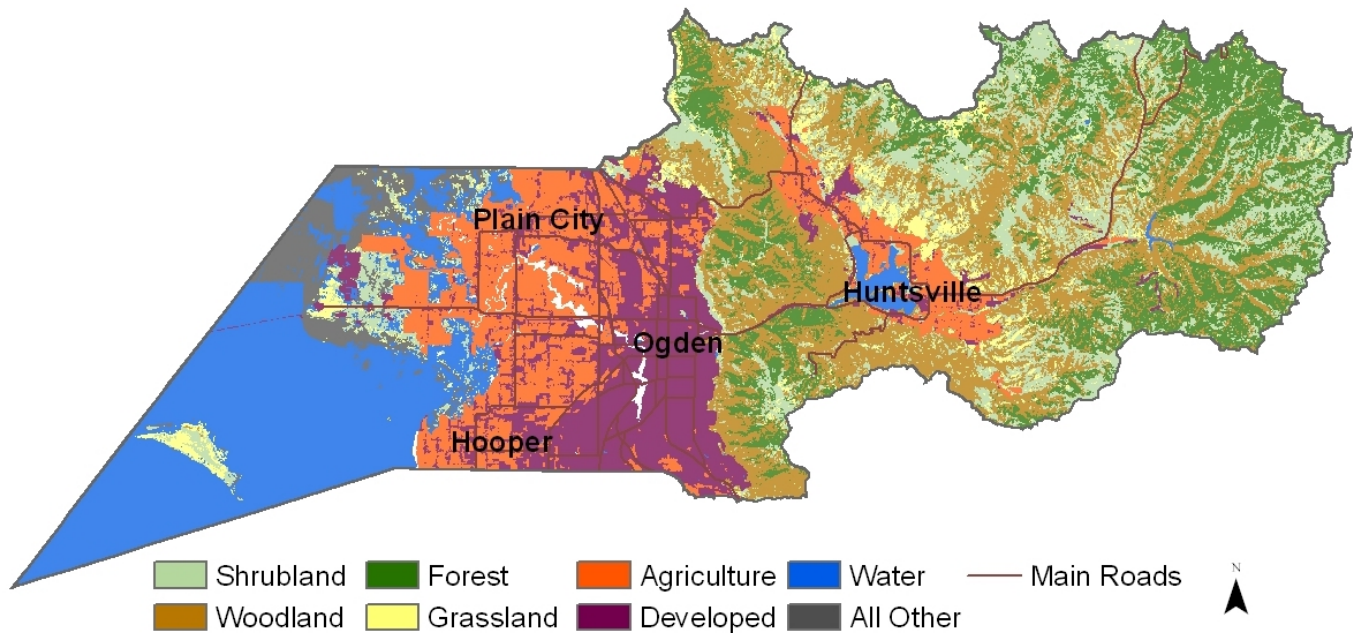 Plain City
Huntsville
Ogden
Hooper
Shrubland Forest Agriculture Water Main Roads
Woodland Grassland Developed All Other
N